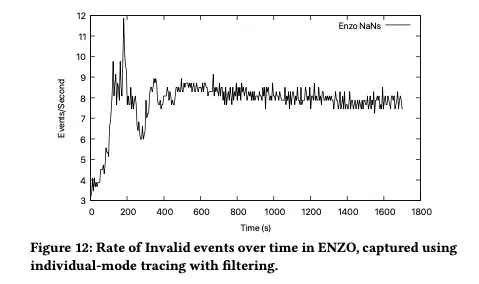 12
11
10
9
8
7
6
5
4
3
Events/Second
Enzo NaNs
0 200 400 600 800 1000 1200 1400 1600 1800
Time (s)
Figure 12: Rate of Invalid events over time in ENZO, captured using
individual-mode tracing with filtering.